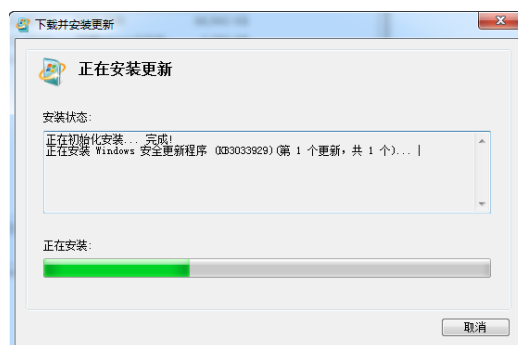 下载并安装更新
正在安装更新
安装状态:
正在初始化安装... 完成!
正在安装 Windows 安全更新程序 (KB3033929)(第 1 个更新，共 1 个)...
正在安装:
取消